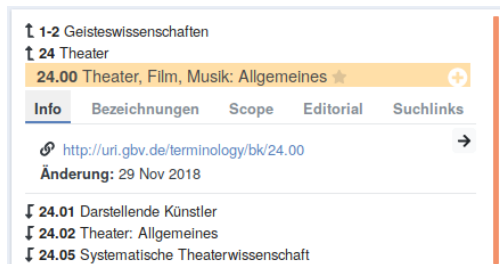 1-2 Geisteswissenschaften
24 Theater
24.00 Theater, Film, Musik: Allgemeines
Info Bezeichnungen Scope Editorial Suchlinks
http://uri.gbv.de/terminology/bk/24.00
Änderung: 29 Nov 2018
24.01 Darstellende Künstler
24.02 Theater: Allgemeines
24.05 Systematische Theaterwissenschaft